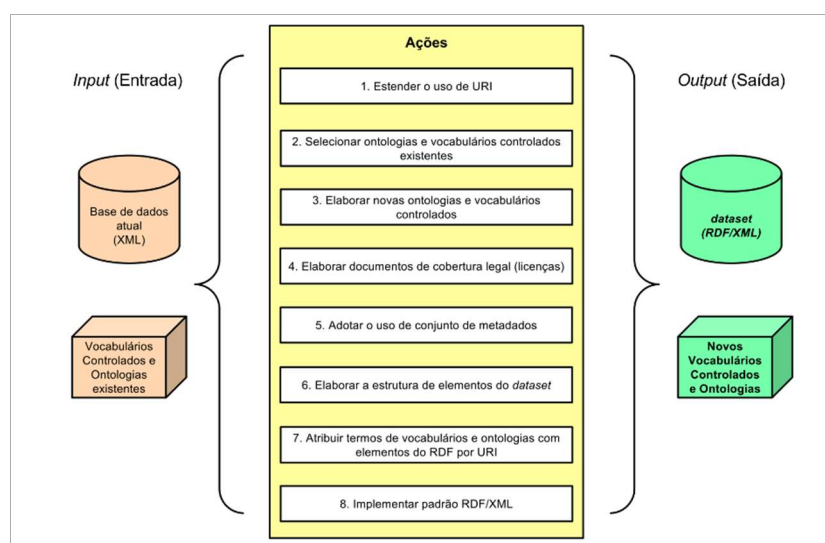 Ações
Input (Entrada)
Output (Saída)
1. Estender o uso de URI
2. Selecionar ontologias e vocabulários controlados
existentes
3. Elaborar novas ontologias e vocabulários
controlados
4. Elaborar documentos de cobertura legal (licenças)
5. Adotar o uso de conjunto de metadados
6. Elaborar a estrutura de elementos do dataset
7. Atribuir termos de vocabulários e ontologias com
elementos do RDF por URI
8. Implementar padrão RDF/XML
Base de dados
atual
(XML)
Vocabulários
Controlados e
Ontologias
existentes
dataset
(RDF/XML)
Novos
Vocabulários
Controlados
e Ontologias